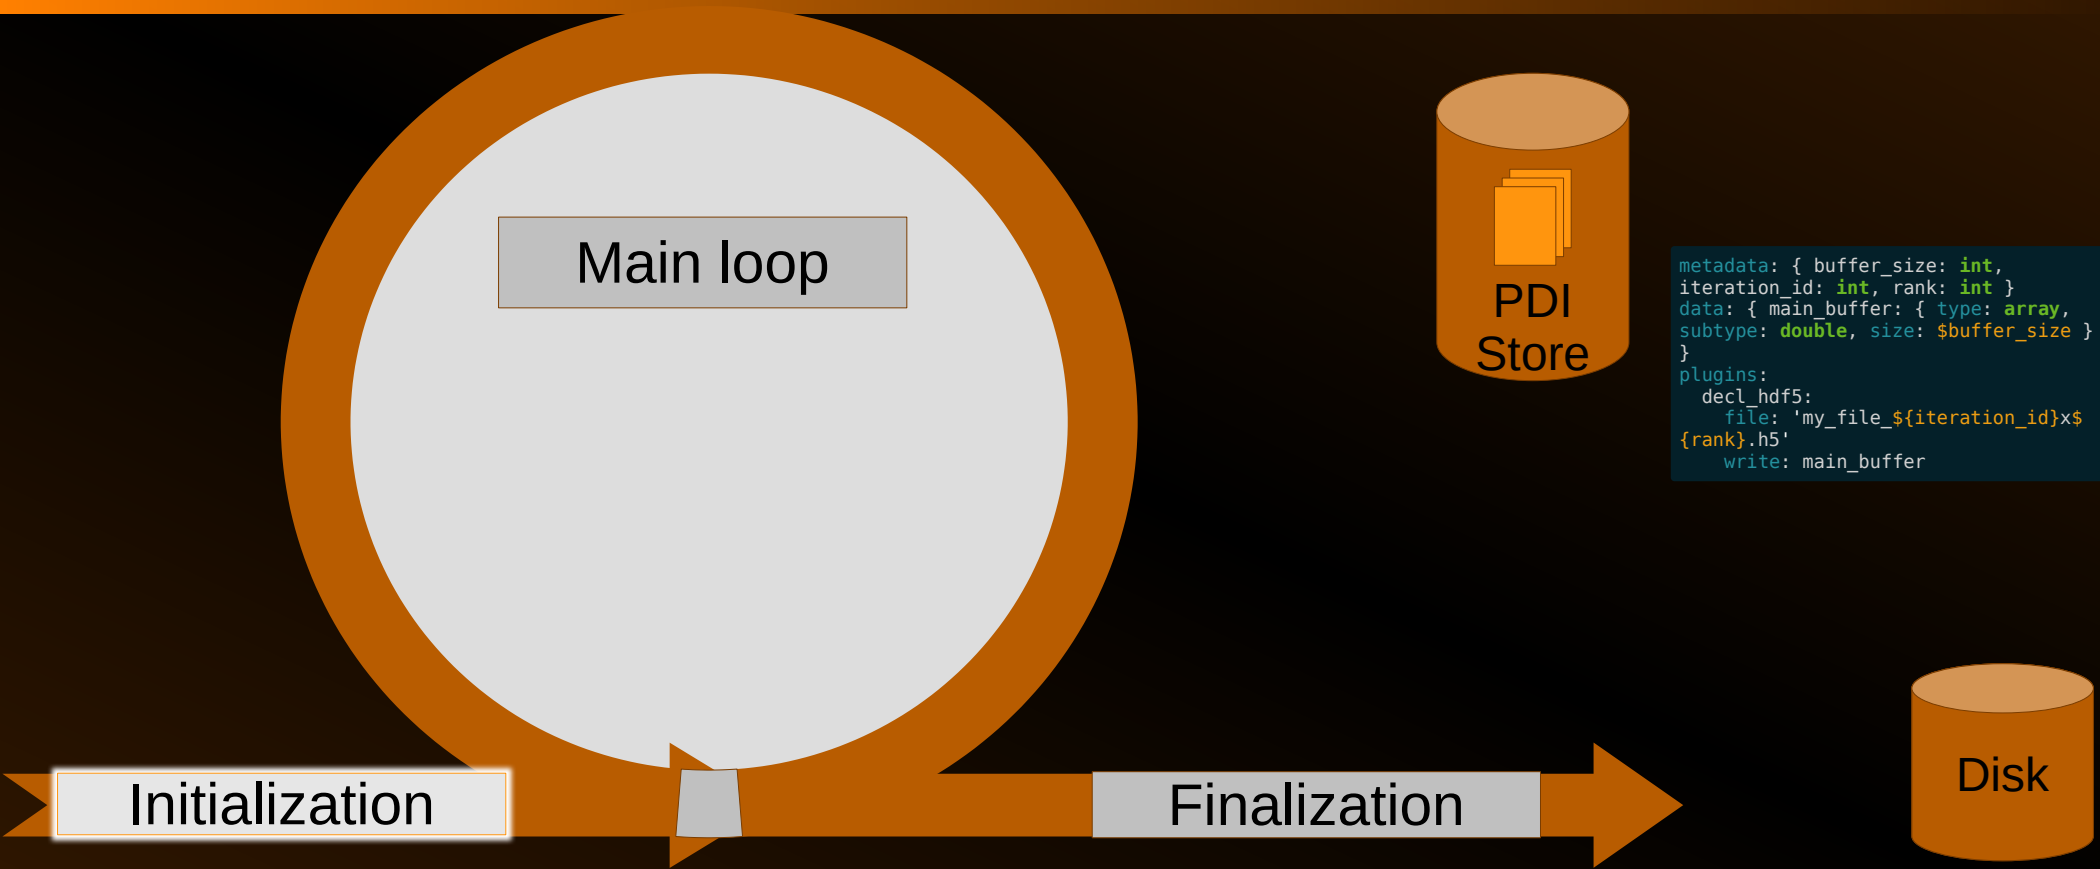 Main loop
PDI
Store
metadata: { buffer_size: int,
iteration_id: int, rank: int }
data: { main_buffer: { type: array,
subtype: double, size: $buffer_size }
}
plugins:
  decl_hdf5:
    file: 'my_file_${iteration_id}x$
{rank}.h5'
    write: main_buffer
Initialization
Finalization
Disk